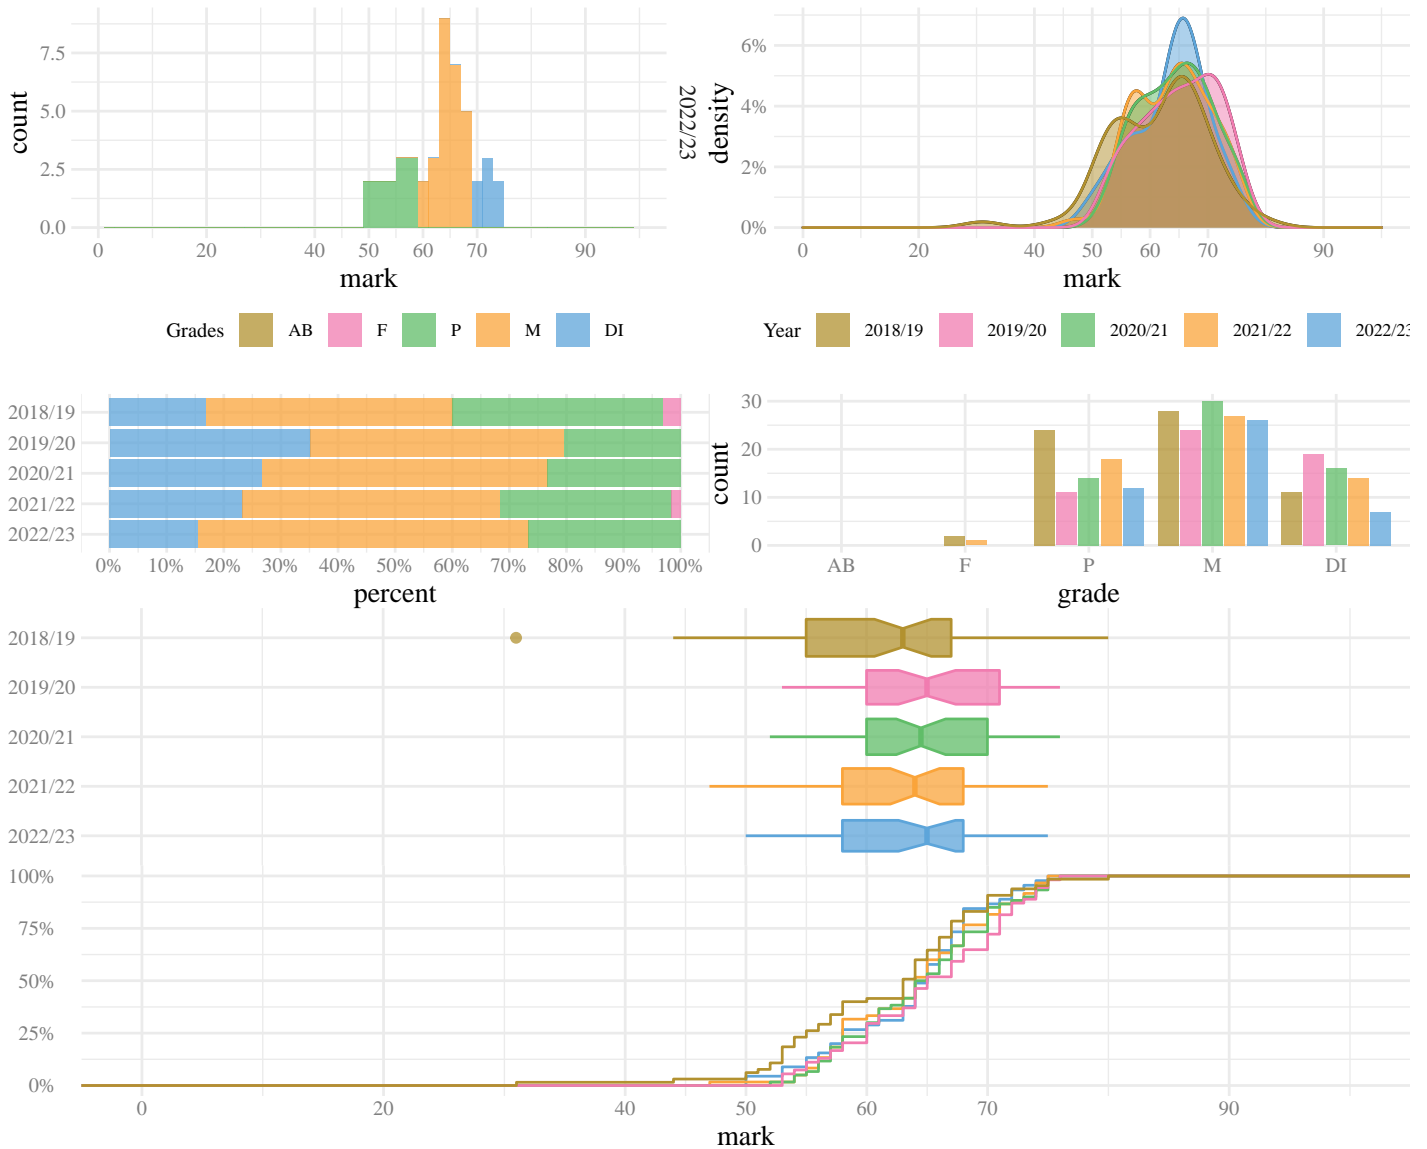 7.5
5.0
2.5
0.0
count
0 20 40 50 60 70 90
mark
2022/23
6%
4%
2%
0%
density
0 20 40 50 60 70 90
mark
Grades AB F P M DI
Year 2018/19 2019/20 2020/21 2021/22 2022/23
2018/19
2019/20
2020/21
2021/22
2022/23
0% 10% 20% 30% 40% 50% 60% 70% 80% 90% 100%
percent
30
20
10
0
count
AB F P M DI
grade
2018/19
2019/20
2020/21
2021/22
2022/23
100%
75%
50%
25%
0%
0 20 40 50 60 70 90
mark